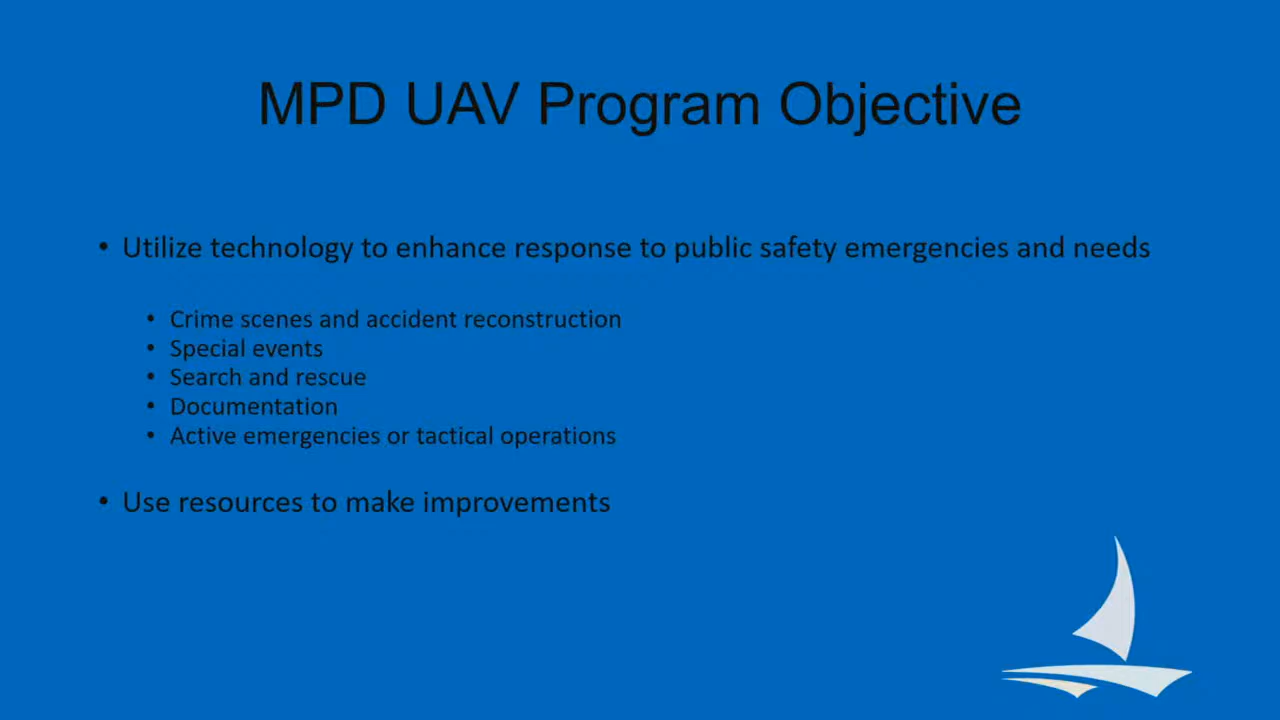 MPD UAV Program Objective
• Utilize technology to enhance response to public safety emergencies and needs
• Crime scenes and accident reconstruction
• Special events
• Search and rescue
• Documentation
• Active emergencies or tactical operations
• Use resources to make improvements